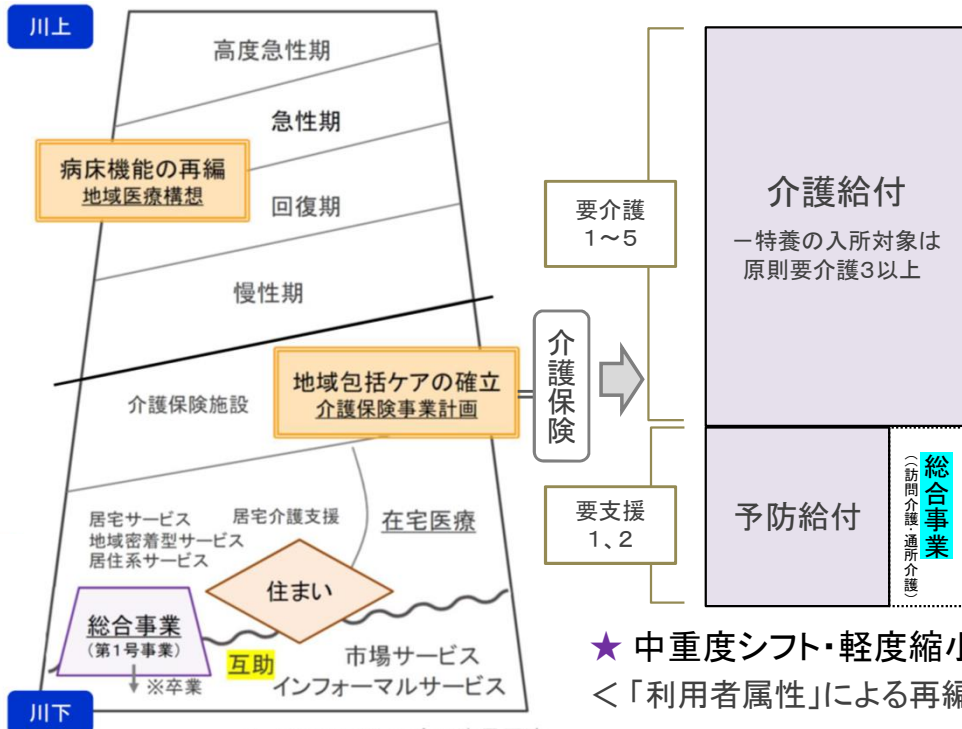 川上
高度急性期
急性期
病床機能の再編
地域医療構想
回復期
慢性期
地域包括ケアの確立
介護保険事業計画
介護保険施設
居宅サービス
地域密着型サービス
居住系サービス
居宅介護支援
在宅医療
住まい
総合事業
(第1号事業)
※卒業
互助
市場サービス
インフォーマルサービス
川下
介護保険
要介護
1~5
介護給付
-特養の入所対象は
原則要介護3以上
要支援
1、2
予防給付
総合事業
(訪問介護・通所介護)
★ 中重度シフト・軽度縮小
<「利用者属性」による再編